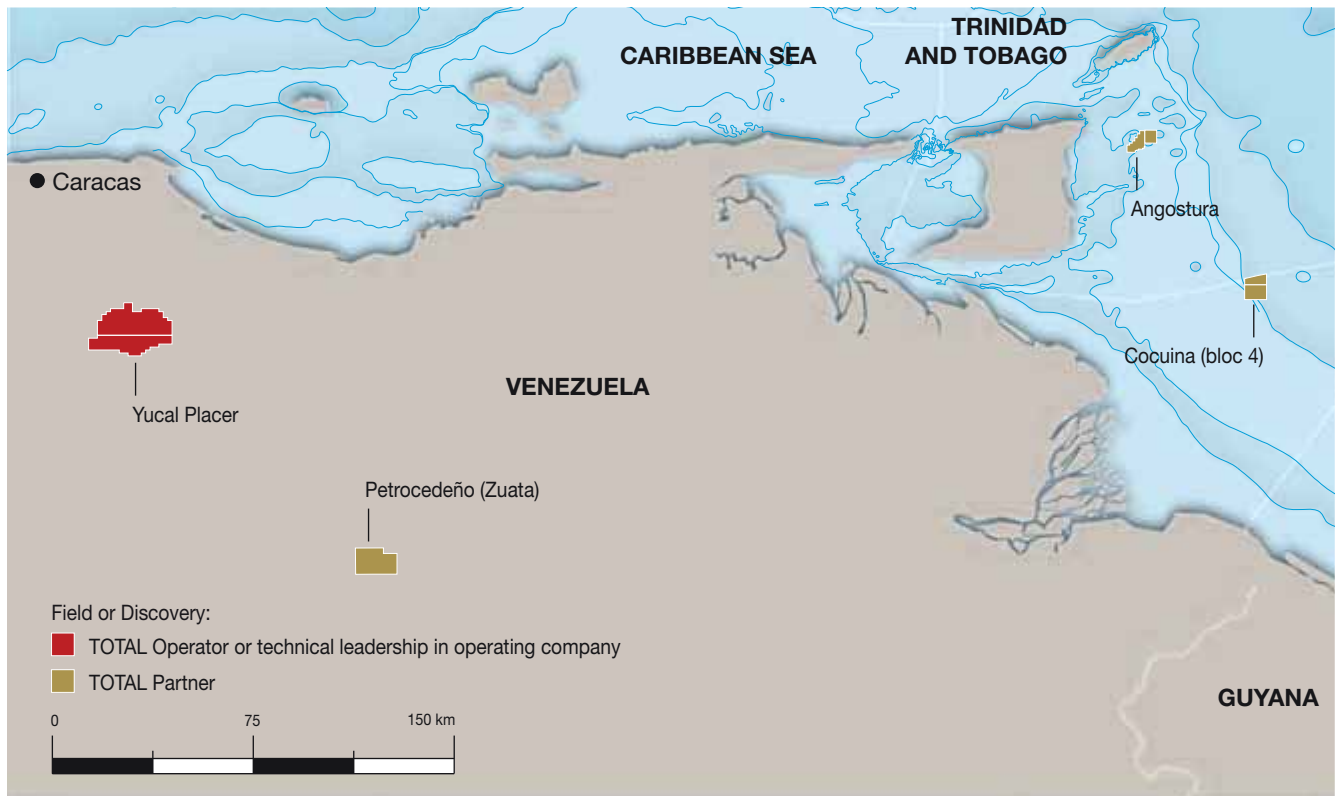 TRINIDAD
AND TOBAGO
CARIBBEAN SEA
Caracas
Angostura
Cocuina (bloc 4)
VENEZUELA
Yucal Placer
Petrocedeño (Zuata)
Field or Discovery:
TOTAL Operator or technical leadership in operating company
TOTAL Partner
GUYANA
0 75 150 km